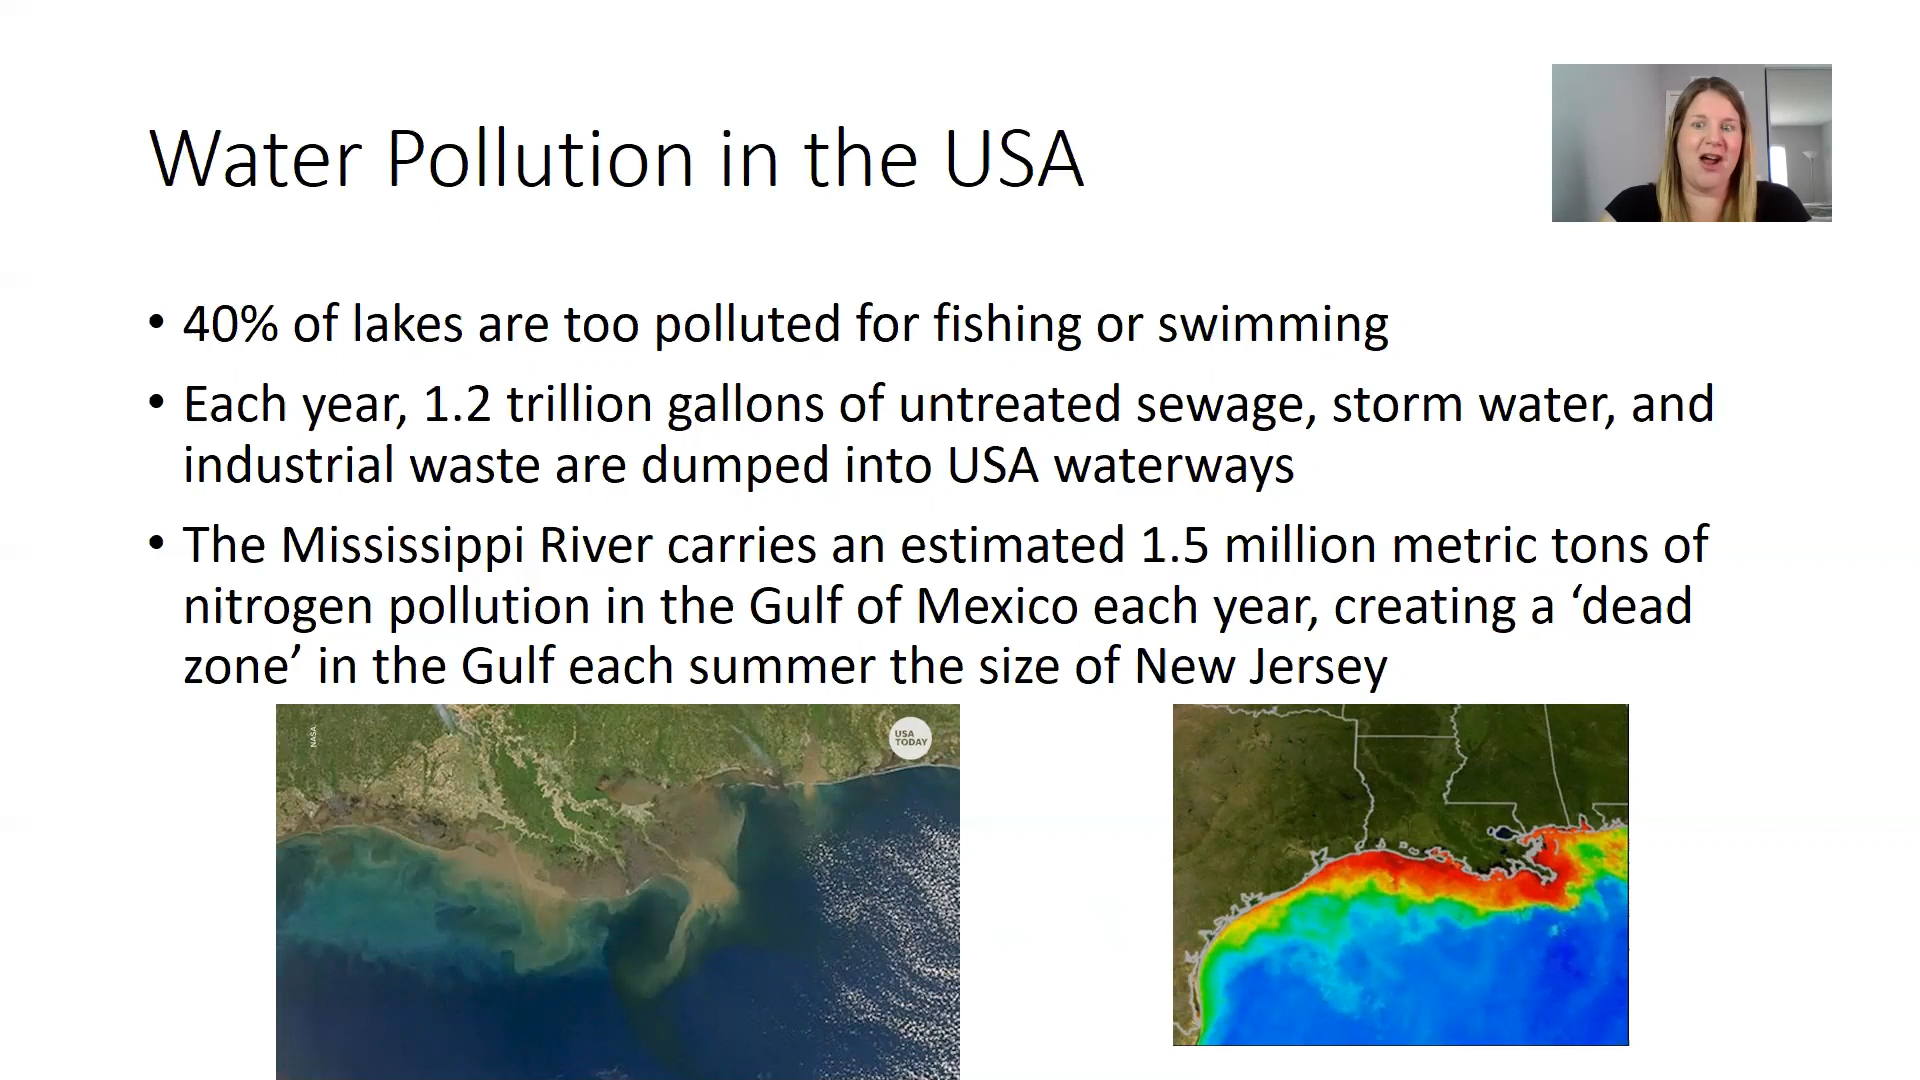 Water Pollution in the USA
• 40% of lakes are too polluted for fishing or swimming
• Each year, 1.2 trillion gallons of untreated sewage, storm water, and
industrial waste are dumped into USA waterways
• The Mississippi River carries an estimated 1.5 million metric tons of
nitrogen pollution in the Gulf of Mexico each year, creating a ‘dead
zone’ in the Gulf each summer the size of New Jersey
NASA
USA
TODAY